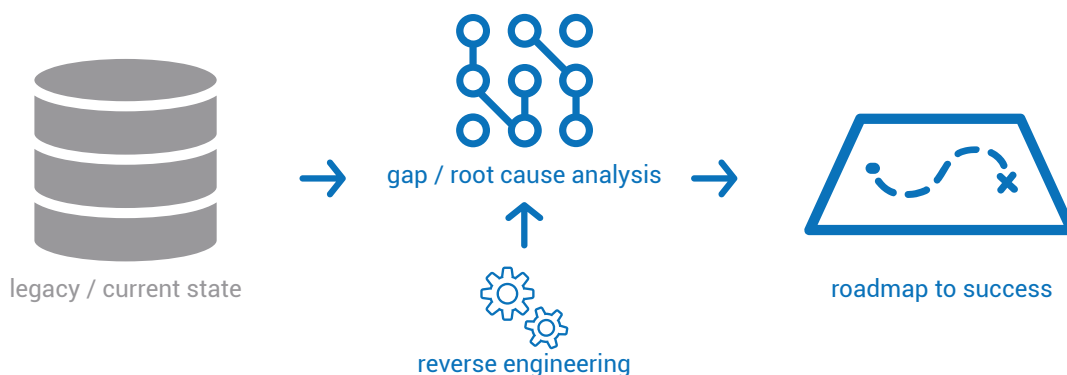 gap / root cause analysis
legacy / current state
roadmap to success
reverse engineering